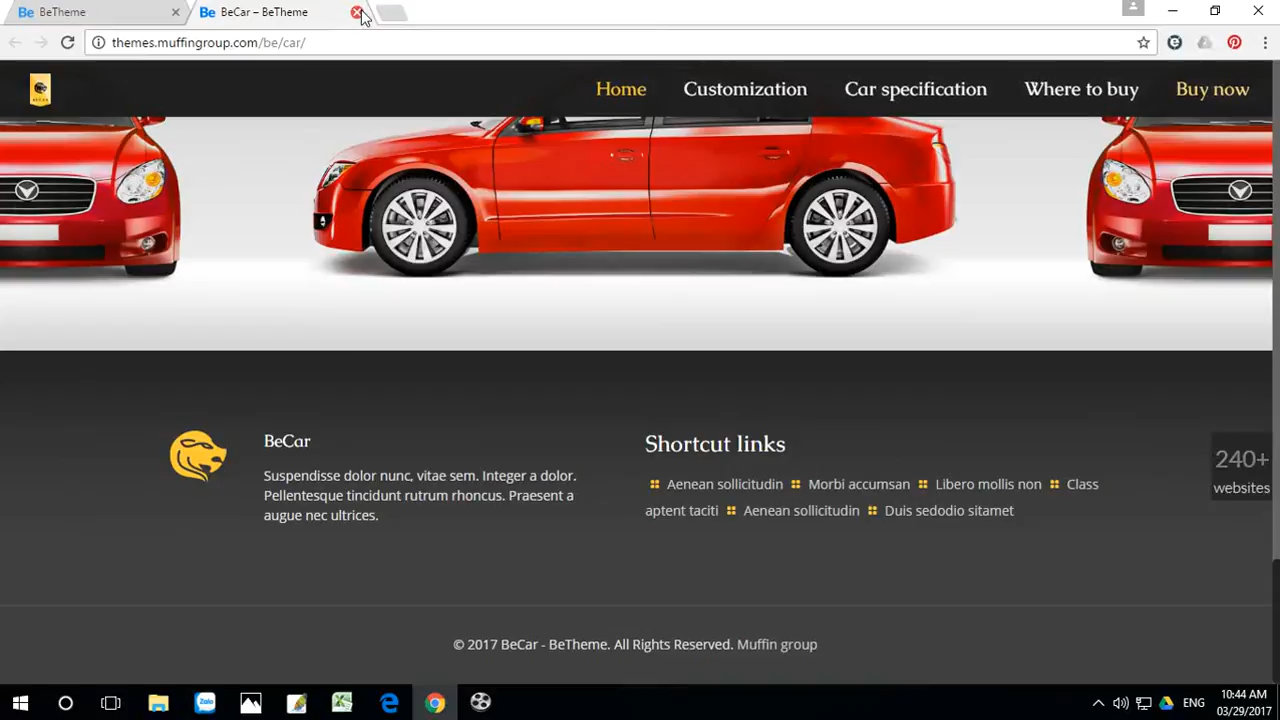 BeTheme
BeCar – BeTheme
themes.muffingroup.com/be/car/
Home
Customization
Car specification
Where to buy
Buy now
BeCar
Suspendisse dolor nunc, vitae sem. Integer a dolor.
Pellentesque tincidunt rutrum rhoncus. Praesent a
augue nec ultrices.
Shortcut links
Aenean sollicitudin Morbi accumsan Libero mollis non Class
aptent taciti Aenean sollicitudin Duis sedodio sitamet
240+
websites
© 2017 BeCar - BeTheme. All Rights Reserved. Muffin group
Zalo
ENG
10:44 AM
03/29/2017